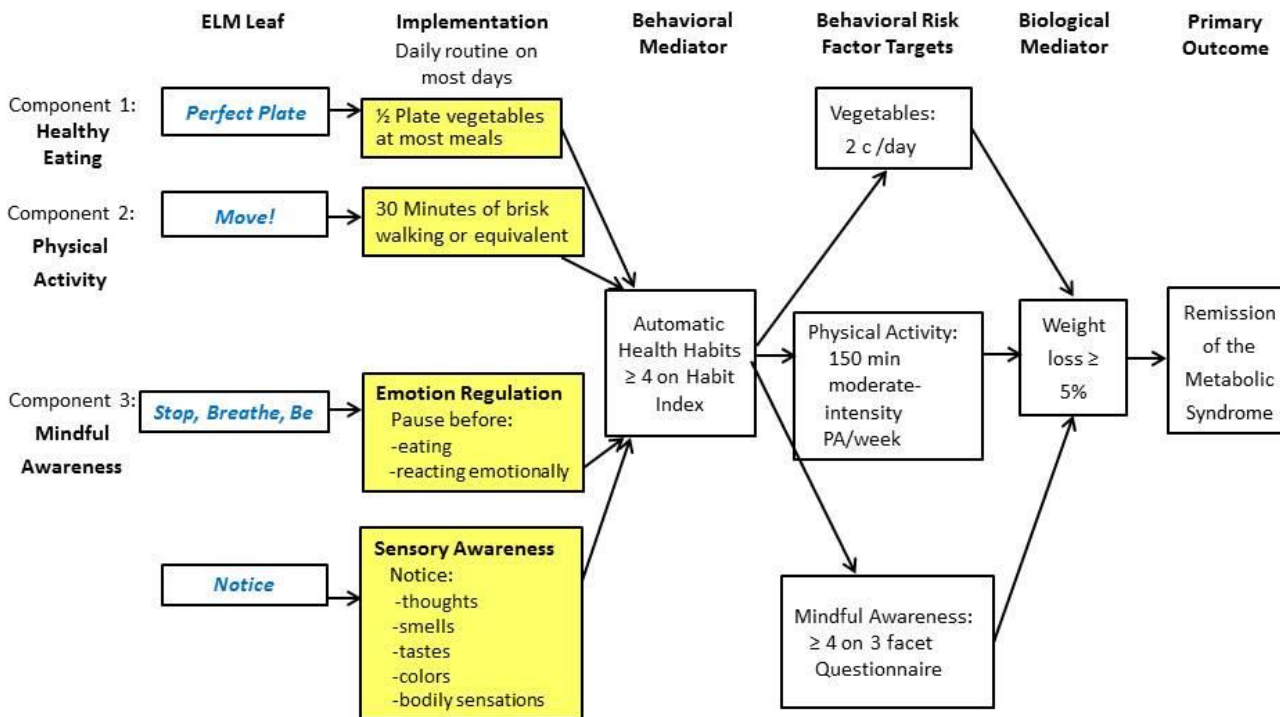 ELM Leaf
Implementation
Daily routine on
most days
Behavioral
Mediator
Behavioral Risk
Factor Targets
Biological
Mediator
Primary
Outcome
Component 1:
Healthy
Eating
Perfect Plate
½ Plate vegetables
at most meals
Component 2:
Physical
Activity
Move!
30 Minutes of brisk
walking or equivalent
Component 3:
Mindful
Awareness
Stop, Breathe, Be
Emotion Regulation
Pause before:
-eating
-reacting emotionally
Notice
Sensory Awareness
Notice:
-thoughts
-smells
-tastes
-colors
-bodily sensations
Automatic
Health Habits
≥ 4 on Habit
Index
Vegetables:
2 c /day
Physical Activity:
150 min
moderate-
intensity
PA/week
Mindful Awareness:
≥ 4 on 3 facet
Questionnaire
Weight
loss ≥
5%
Remission
of the
Metabolic
Syndrome